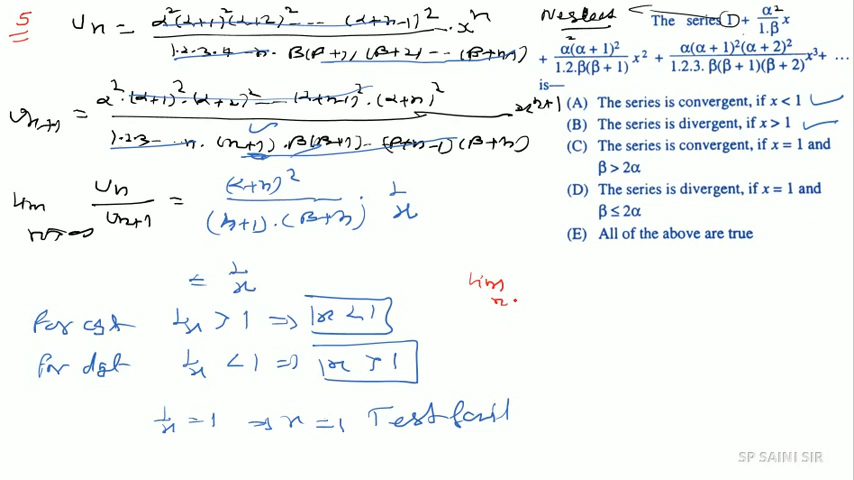 5
Neglect
Uₙ = α²(α+1)²(α+2)² ---- (α+n-1)² / 1.2.3.4 - n. β(β+1)(β+2) -- (β+n) . xⁿ
Uₙ₊₁ = α².(α+1)².(α+2)² --- (α+n-1)².(α+n)² / 1.2.3 -- n.(n+1).β(β+1)- (β+n-1)(β+n) xⁿ⁺¹
lim n→∞ Uₙ / Uₙ₊₁ = (α+n)² / (n+1).(β+n) . 1/x
= 1/x
For cgt 1/x > 1 ⇒ x < 1
For dgt 1/x < 1 ⇒ x > 1
1/x = 1 ⇒ x = 1 Test fail
lim
n.
The series 1 + α² / 1.β x
+ α²(α + 1)² / 1.2.β(β + 1) x² + α(α + 1)²(α + 2)² / 1.2.3. β(β + 1)(β + 2) x³ + ...
is—
(A) The series is convergent, if x < 1
(B) The series is divergent, if x > 1
(C) The series is convergent, if x = 1 and
β > 2α
(D) The series is divergent, if x = 1 and
β ≤ 2α
(E) All of the above are true
SP SAINI SIR